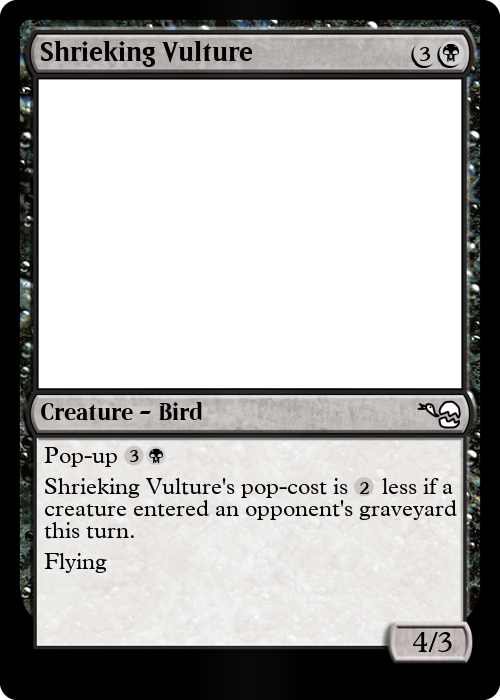 Shrieking Vulture 3
Creature – Bird
Pop-up 3
Shrieking Vulture's pop-cost is 2 less if a
creature entered an opponent's graveyard
this turn.
Flying
4/3